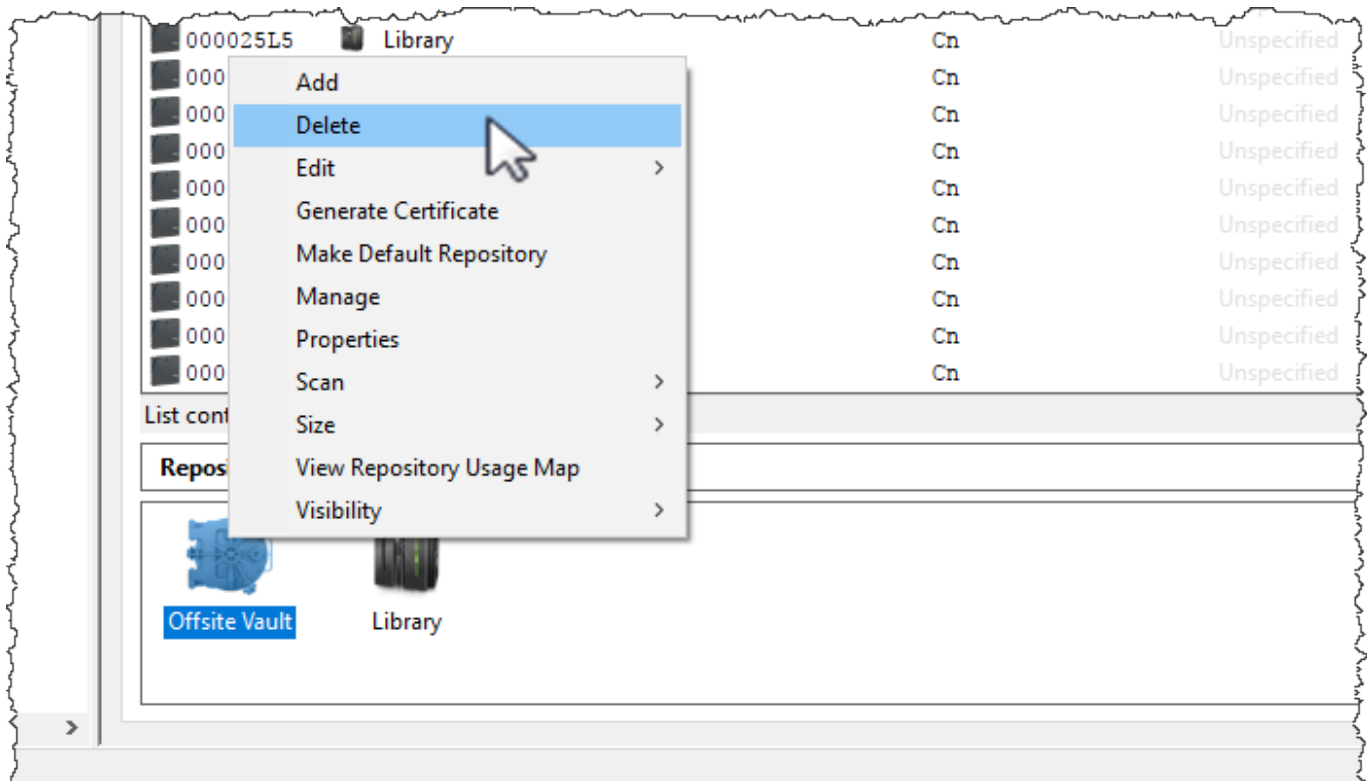 000025L5 Library Cn Unspecified
000 Cn Unspecified
000 Cn Unspecified
000 Cn Unspecified
000 Cn Unspecified
000 Cn Unspecified
000 Cn Unspecified
000 Cn Unspecified
000 Cn Unspecified
000 Cn Unspecified
Add
Delete
Edit >
Generate Certificate
Make Default Repository
Manage
Properties
Scan >
Size >
View Repository Usage Map
Visibility >
List cont
Reposi
Offsite Vault Library